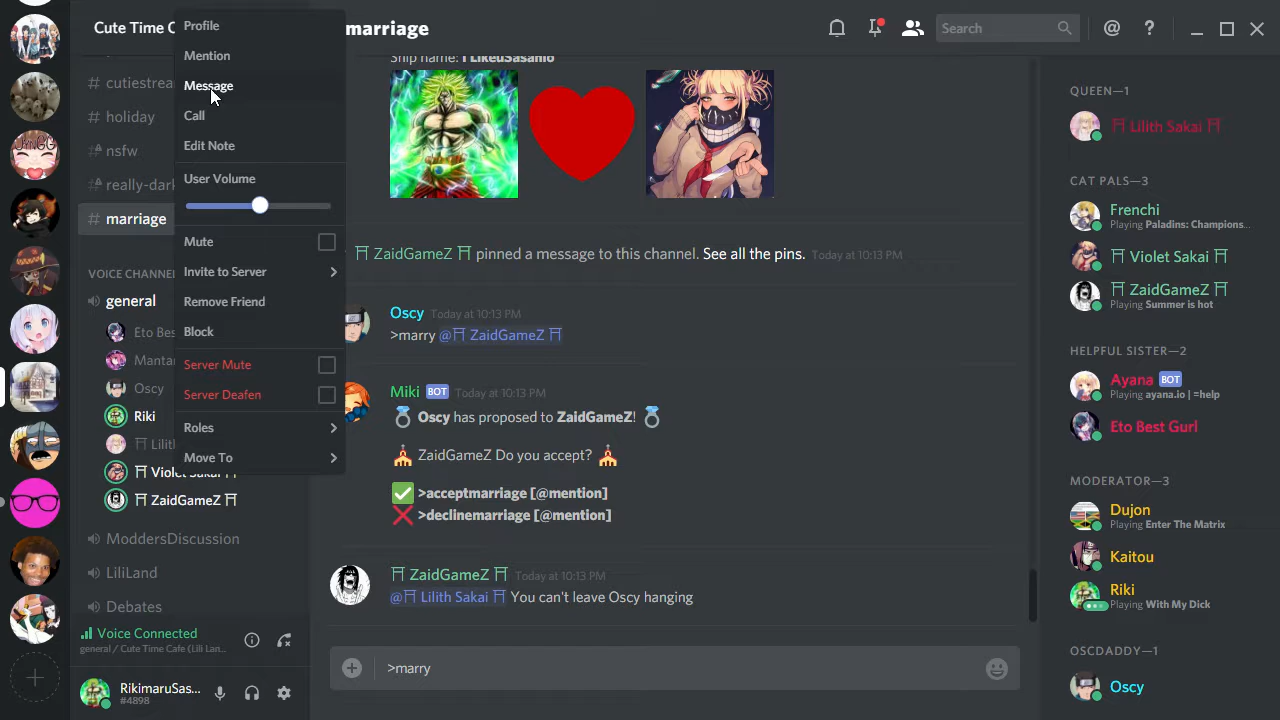 Cute Time C
cutiestrea
holiday
nsfw
really-dark
marriage
VOICE CHANNE
general
Eto Bes
Mantar
Oscy
Riki
Lilith
Violet Sakai
ZaidGameZ
ModdersDiscussion
LiliLand
Debates
Voice Connected
general / Cute Time Cafe (Lili Lan...
RikimaruSas...
#4898
Profile
Mention
Message
Call
Edit Note
User Volume
Mute
Invite to Server
Remove Friend
Block
Server Mute
Server Deafen
Roles
Move To
marriage
Search
@
?
Ship name: I LikeuSasanio
⛩ ZaidGameZ ⛩ pinned a message to this channel. See all the pins. Today at 10:13 PM
Oscy Today at 10:13 PM
>marry @⛩ ZaidGameZ ⛩
Miki BOT Today at 10:13 PM
Oscy has proposed to ZaidGameZ!
ZaidGameZ Do you accept?
>acceptmarriage [@mention]
>declinemarriage [@mention]
⛩ ZaidGameZ ⛩ Today at 10:13 PM
@⛩ Lilith Sakai ⛩ You can't leave Oscy hanging
>marry
QUEEN—1
⛩ Lilith Sakai ⛩
CAT PALS—3
Frenchi
Playing Paladins: Champions...
⛩ Violet Sakai ⛩
⛩ ZaidGameZ ⛩
Playing Summer is hot
HELPFUL SISTER—2
Ayana BOT
Playing ayana.io | =help
Eto Best Gurl
MODERATOR—3
Dujon
Playing Enter The Matrix
Kaitou
Riki
Playing With My Dick
OSCDADDY—1
Oscy